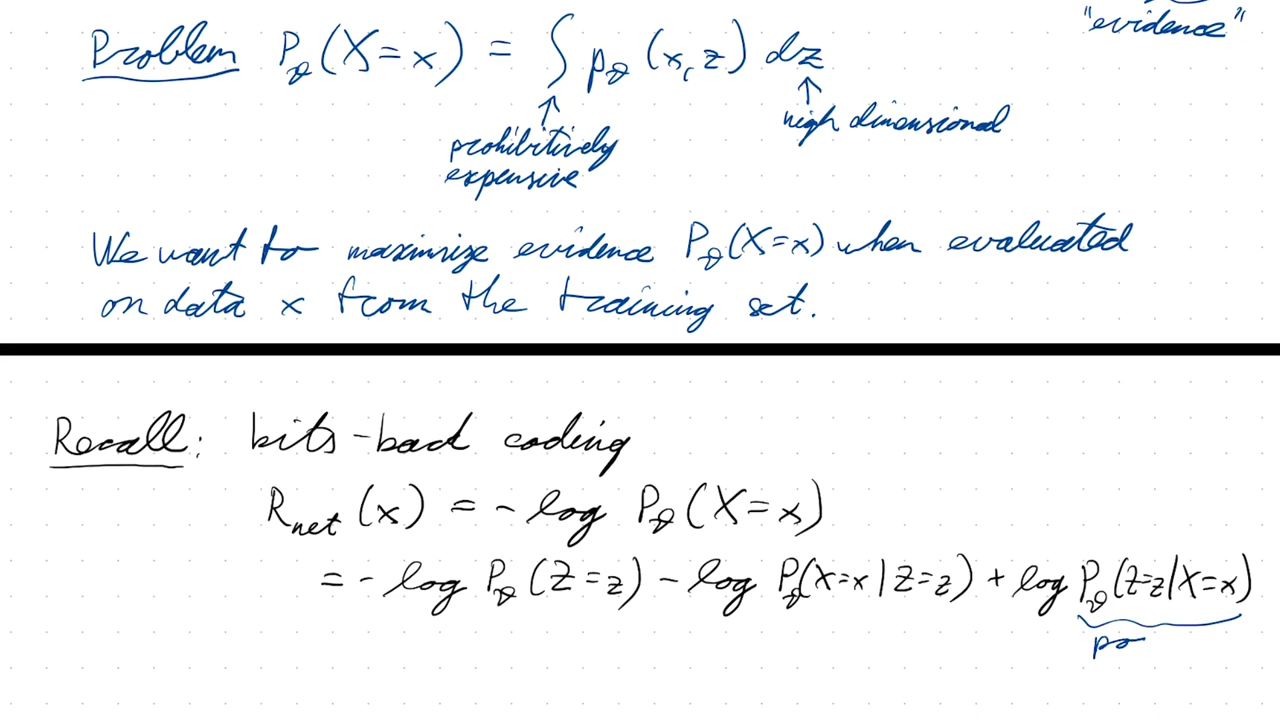 "evidence"
Problem P_θ(X=x) = ∫ p_θ(x, z) dz
↑ prohibitively expensive
↑ high dimensional
We want to maximize evidence P_θ(X=x) when evaluated
on data x from the training set.
Recall: bits-back coding
R_net(x) = - log P_θ(X=x)
= - log P_θ(Z=z) - log P_θ(X=x | Z=z) + log P_θ(Z=z|X=x)
po